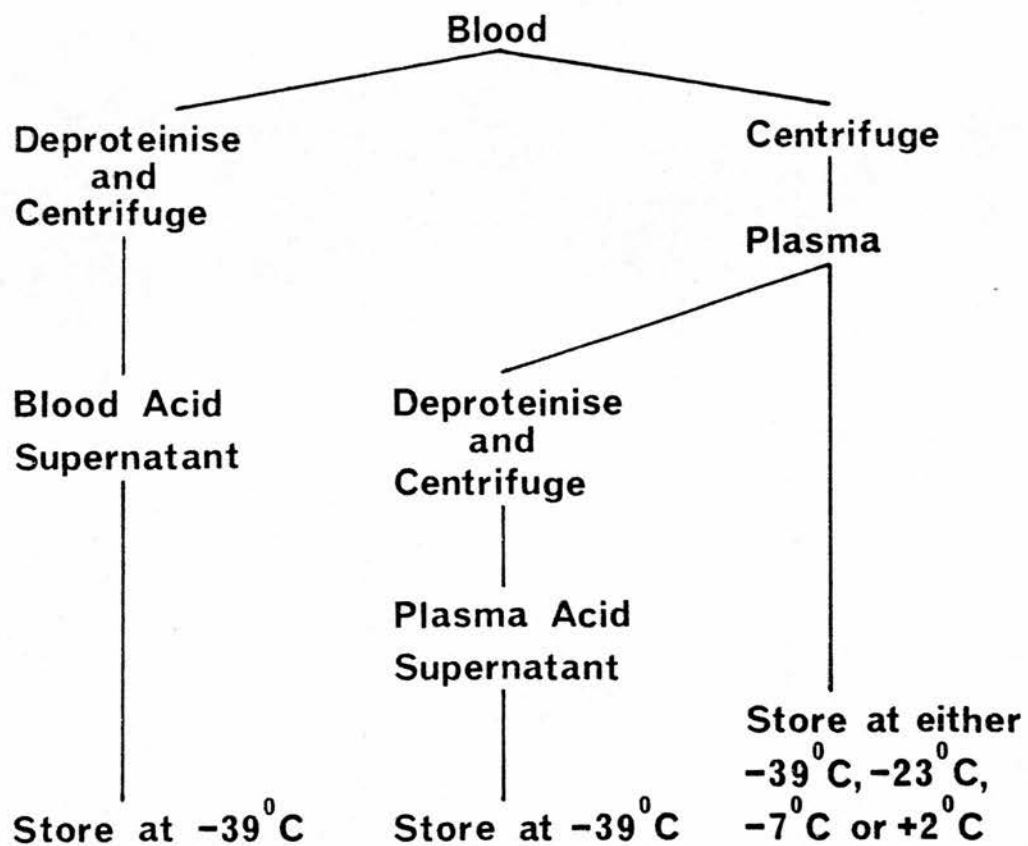 Blood
Deproteinise
and
Centrifuge
Centrifuge
Plasma
Blood Acid
Supernatant
Deproteinise
and
Centrifuge
Plasma Acid
Supernatant
Store at either
-39°C, -23°C,
-7°C or +2°C
Store at -39°C
Store at -39°C